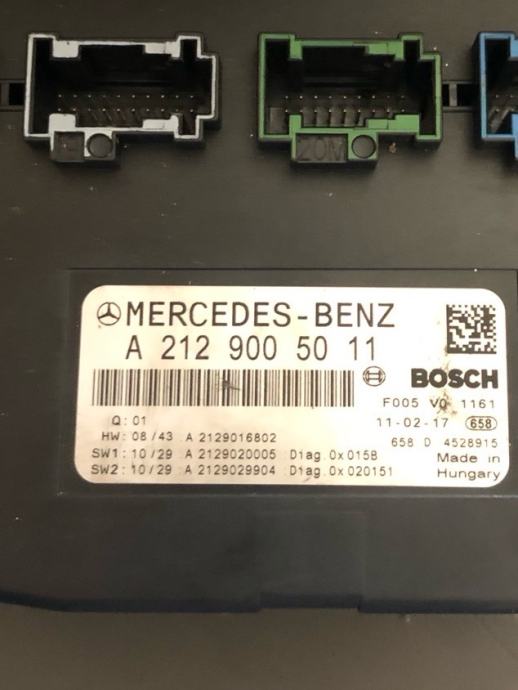 20M
MERCEDES-BENZ
A 212 900 50 11
BOSCH
F005 V0 1161
Q: 01
11-02-17 658
HW: 08/43 A 2129016802
658 D 4528915
SW1: 10/29 A 2129020005 Diag.0x015B
Made in
SW2: 10/29 A 2129029904 Diag.0x020151
Hungary